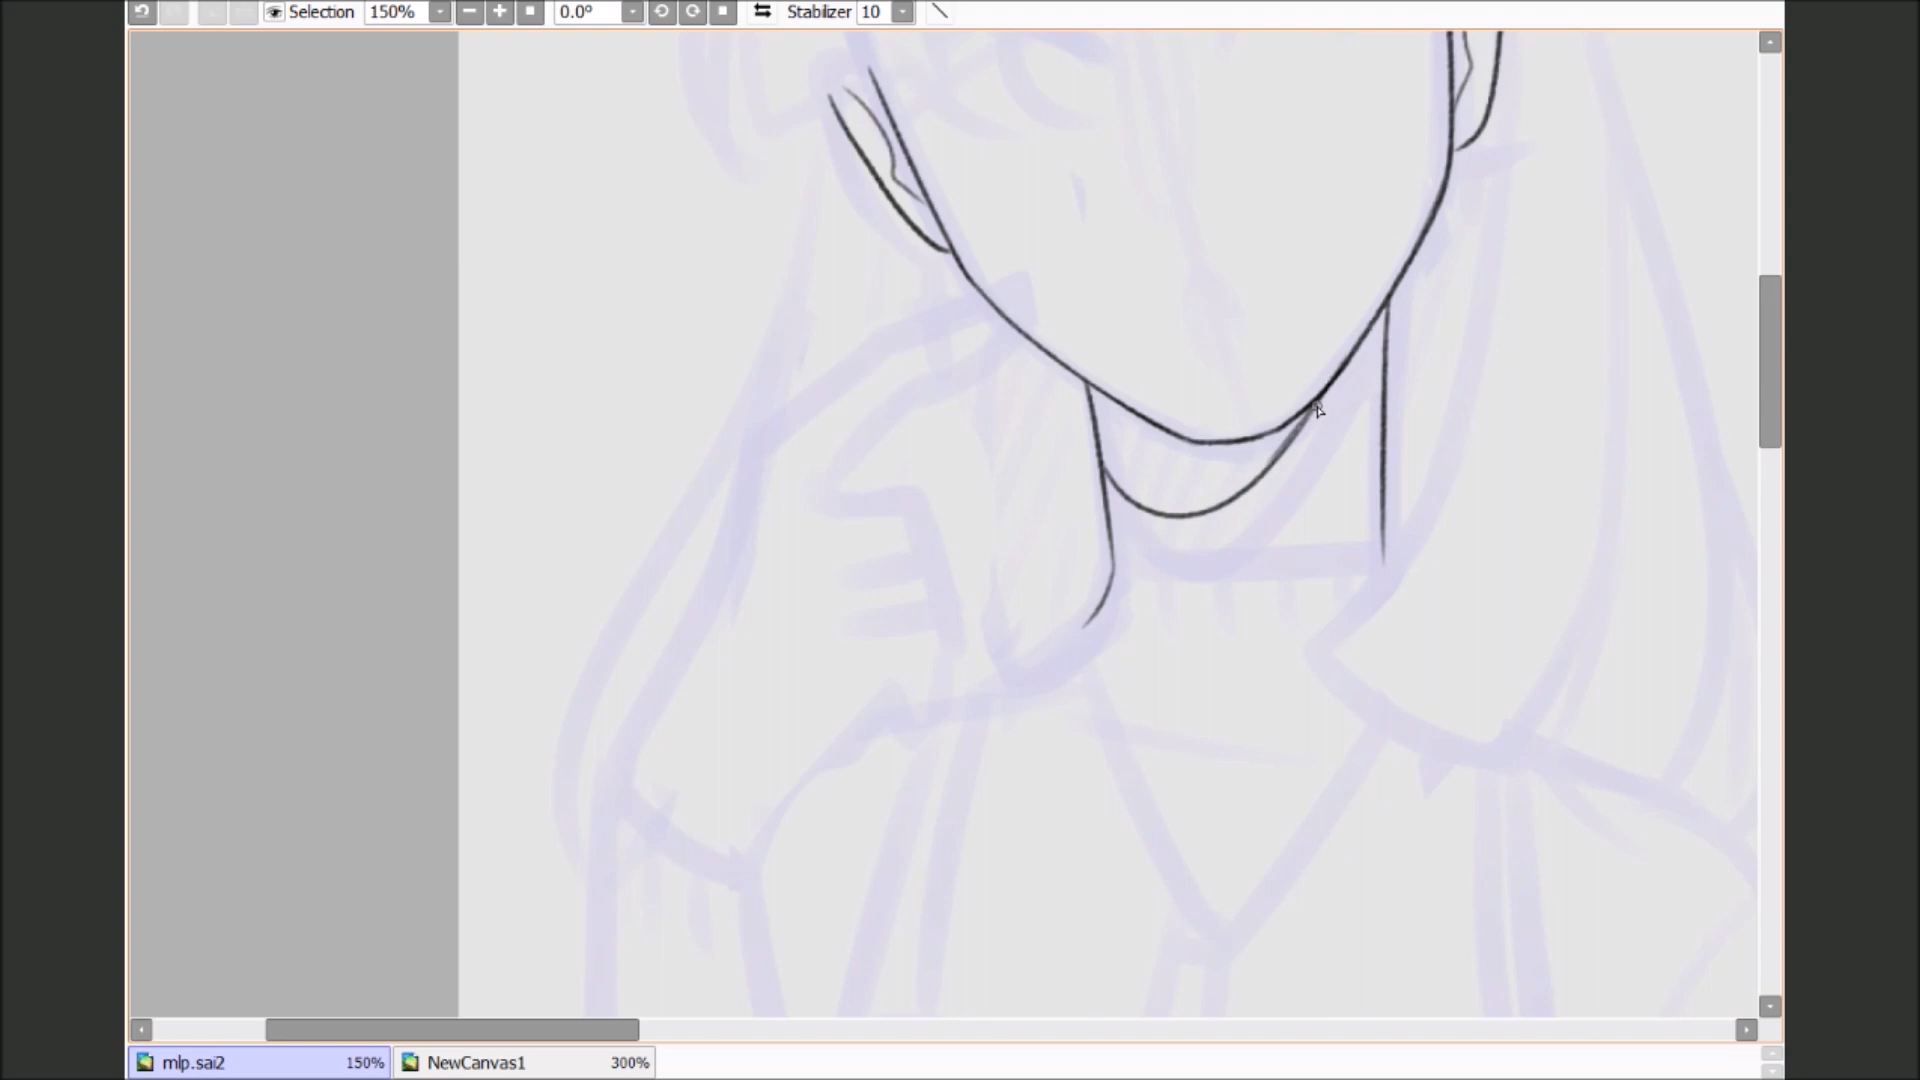 Selection 150% 0.0° Stabilizer 10
mlp.sai2 150% NewCanvas1 300%